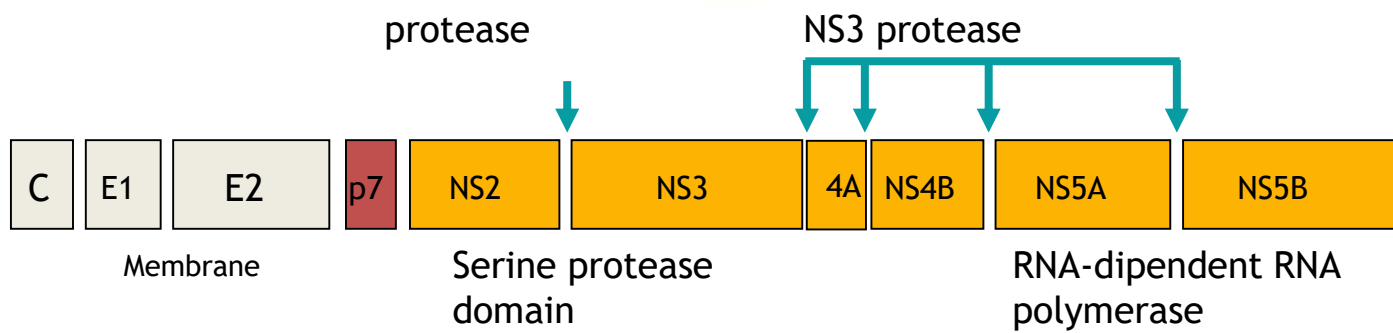 protease NS3 protease
C E1 E2 p7 NS2 NS3 4A NS4B NS5A NS5B
Membrane Serine protease RNA-dipendent RNA
domain polymerase